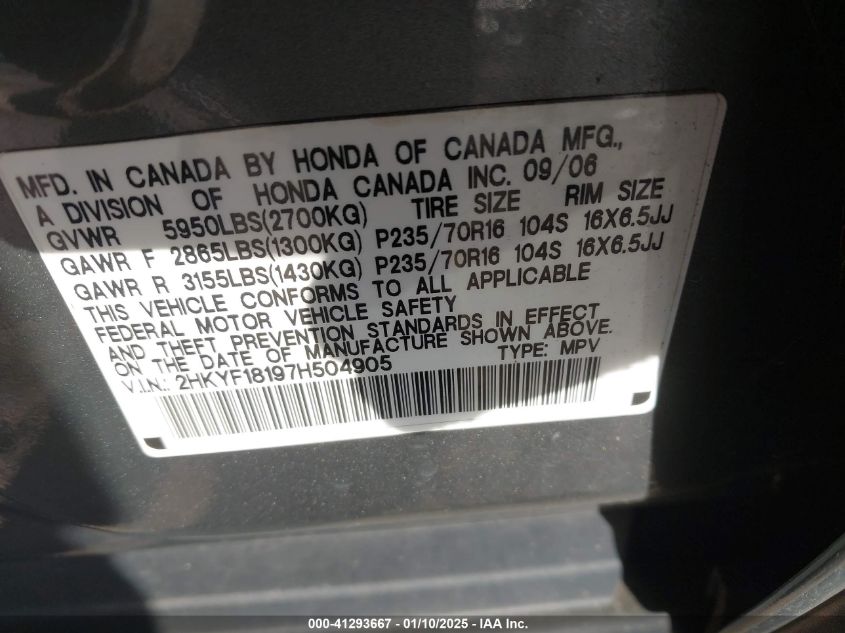 MFD. IN CANADA BY HONDA OF CANADA MFG.,
A DIVISION OF HONDA CANADA INC. 09/06
GVWR 5950LBS(2700KG) TIRE SIZE RIM SIZE
GAWR F 2865LBS(1300KG) P235/70R16 104S 16X6.5JJ
GAWR R 3155LBS(1430KG) P235/70R16 104S 16X6.5JJ
THIS VEHICLE CONFORMS TO ALL APPLICABLE
FEDERAL MOTOR VEHICLE SAFETY
AND THEFT PREVENTION STANDARDS IN EFFECT
ON THE DATE OF MANUFACTURE SHOWN ABOVE.
V.I.N.: 2HKYF18197H504905 TYPE: MPV
000-41293667 - 01/10/2025 - IAA Inc.